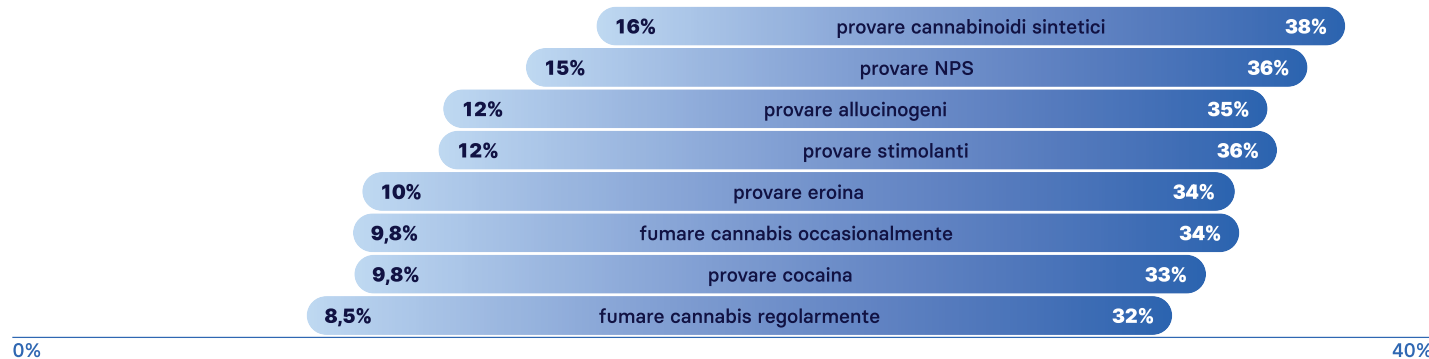 16% provare cannabinoidi sintetici 38%
15% provare NPS 36%
12% provare allucinogeni 35%
12% provare stimolanti 36%
10% provare eroina 34%
9,8% fumare cannabis occasionalmente 34%
9,8% provare cocaina 33%
8,5% fumare cannabis regolarmente 32%
0% 40%